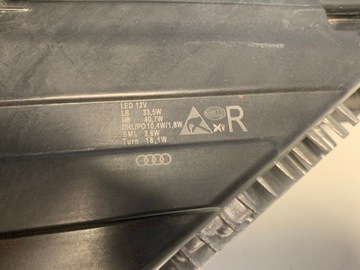 LED 12V
LB 33,5W
HB 40,7W
DRL/PO 10,4W/1,8W
SML 3,6W
Turn 18,1W
R